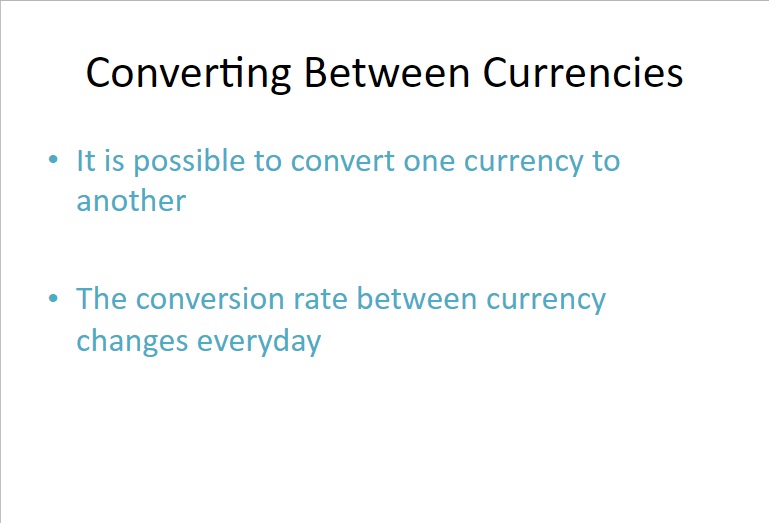 Converting Between Currencies
• It is possible to convert one currency to
another
• The conversion rate between currency
changes everyday